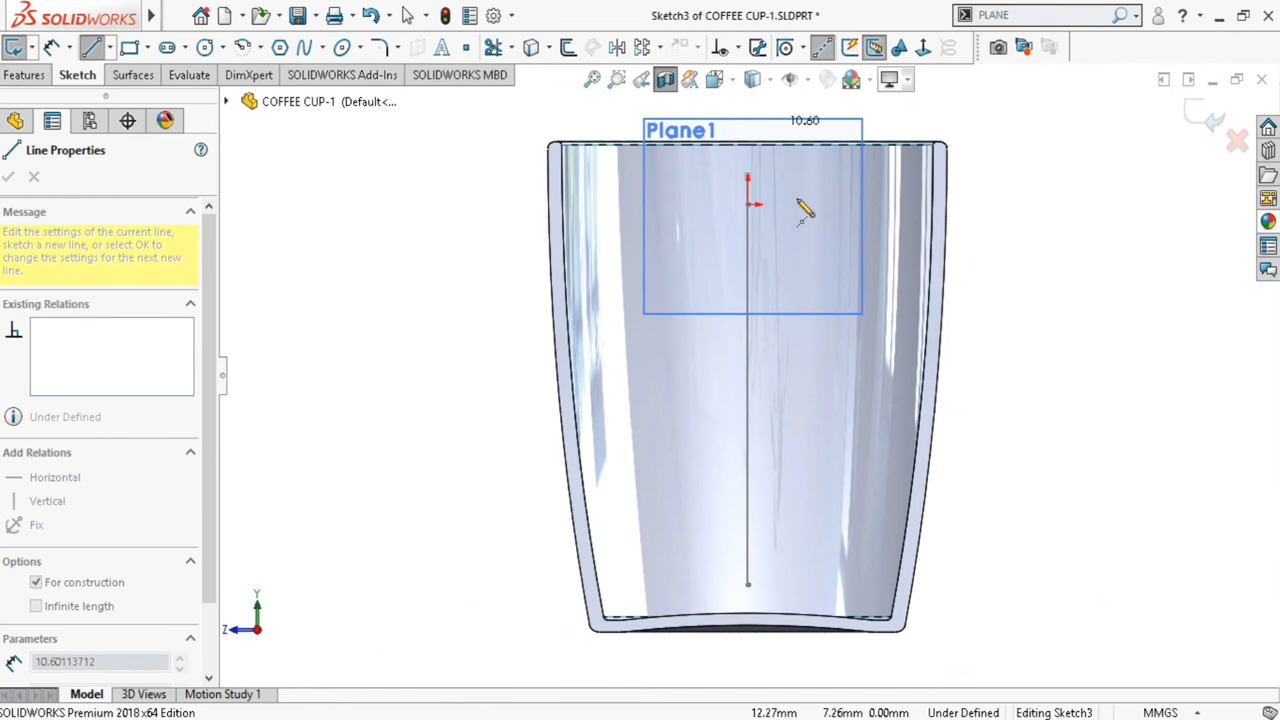 SOLIDWORKS
Sketch3 of COFFEE CUP-1.SLDPRT *
PLANE
?
Features
Sketch
Surfaces
Evaluate
DimXpert
SOLIDWORKS Add-Ins
SOLIDWORKS MBD
COFFEE CUP-1 (Default<...
Line Properties
Message
Edit the settings of the current line,
sketch a new line, or select OK to
change the settings for the next new
line.
Existing Relations
Under Defined
Add Relations
Horizontal
Vertical
Fix
Options
For construction
Infinite length
Parameters
10.60113712
Plane1
10.60
Y
Z
Model
3D Views
Motion Study 1
SOLIDWORKS Premium 2018 x64 Edition
12.27mm
7.26mm
0.00mm
Under Defined
Editing Sketch3
MMGS